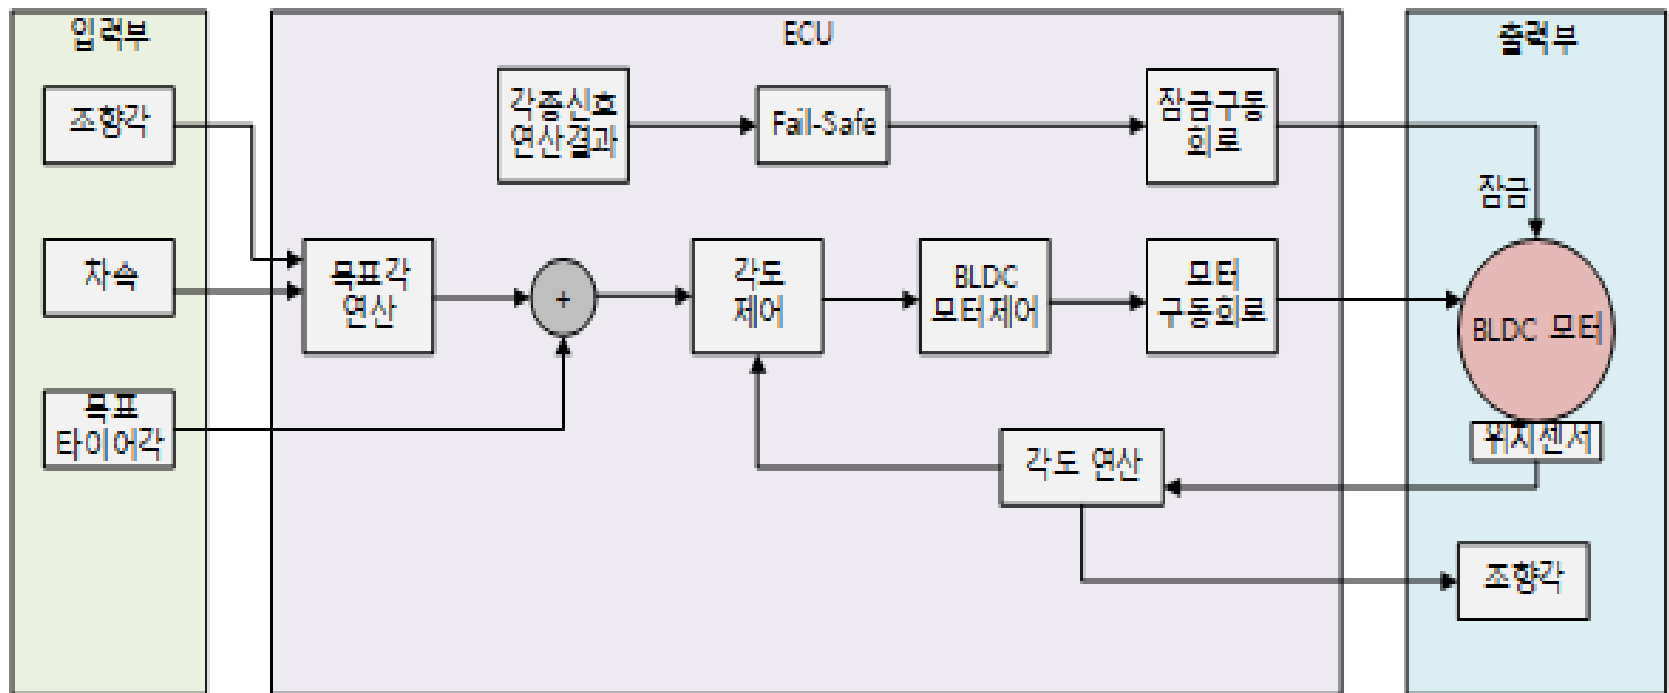 입력부
조향각
차속
목표
타이어각
ECU
각종신호
연산결과
Fail-Safe
잠금구동
회로
목표각
연산
+
각도
제어
BLDC
모터제어
모터
구동회로
각도 연산
출력부
잠금
BLDC 모터
위치센서
조향각